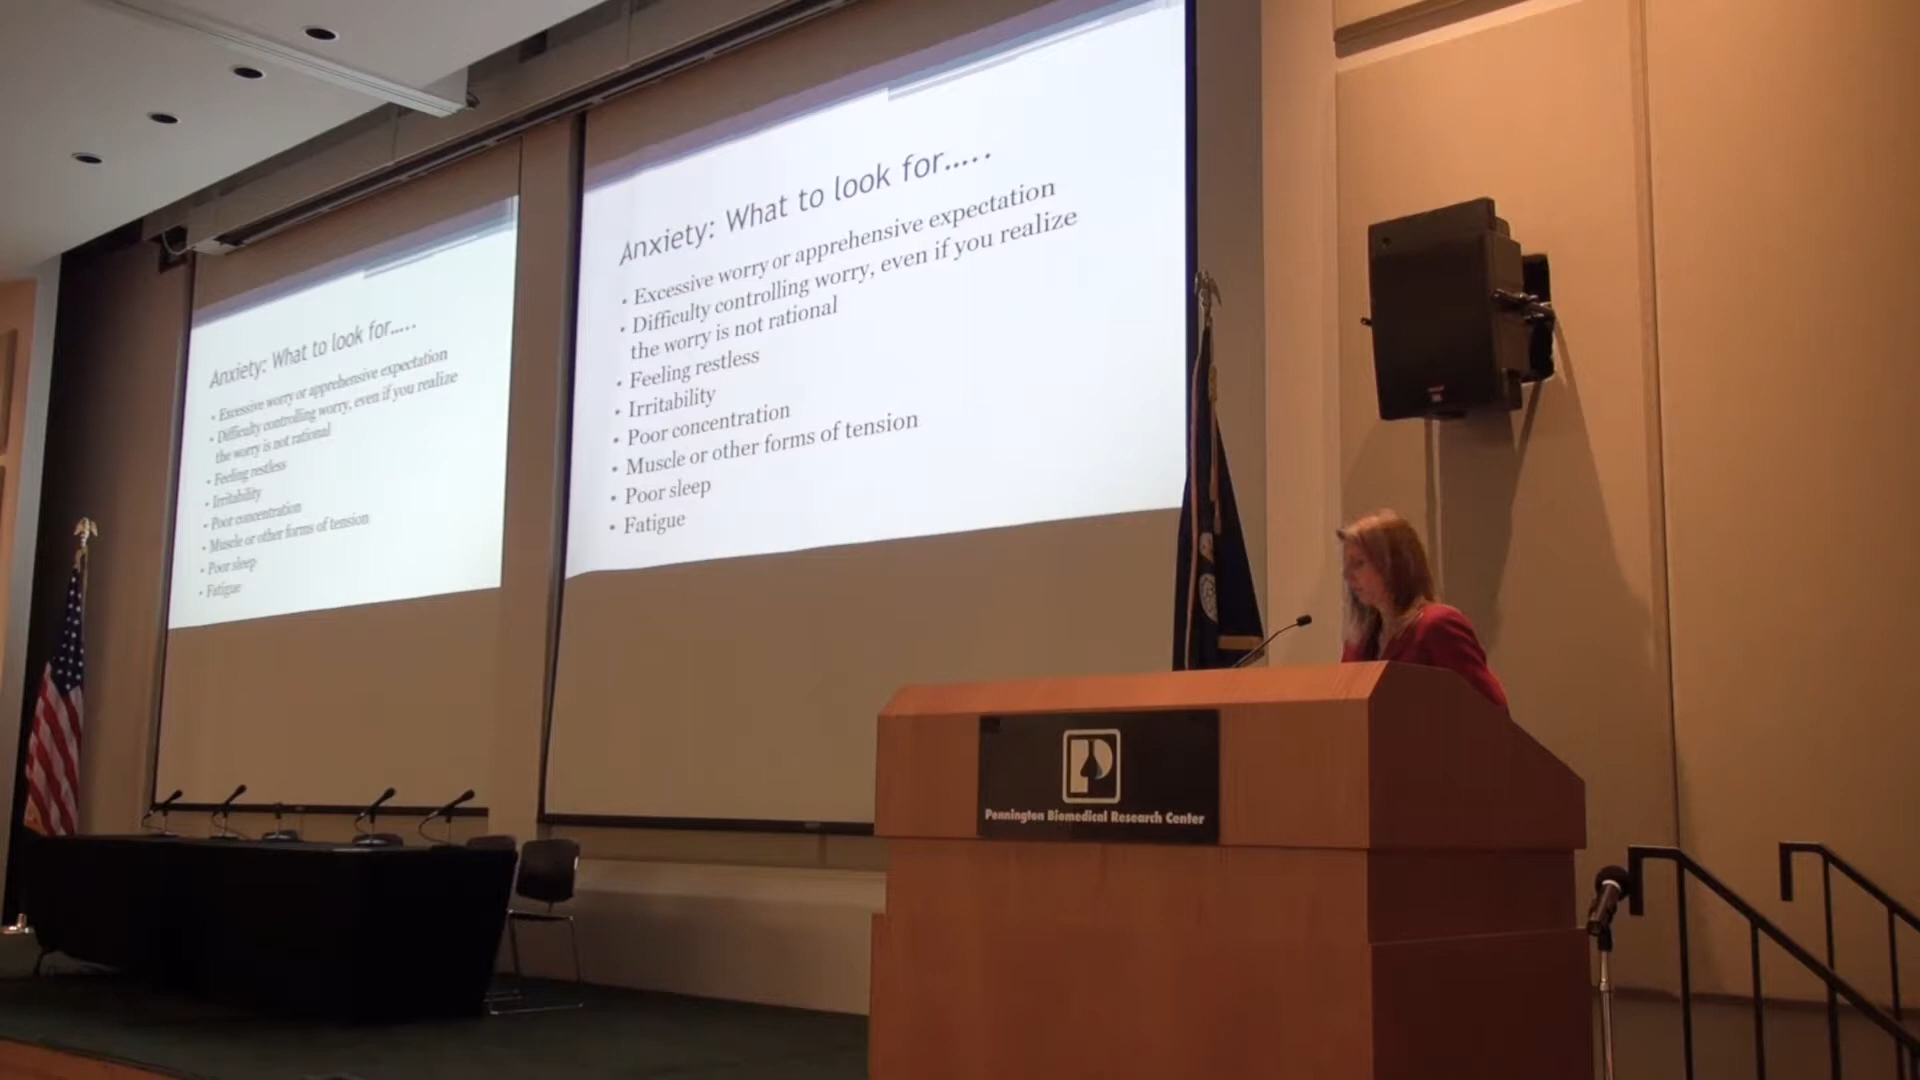 Anxiety: What to look for.....
• Excessive worry or apprehensive expectation
• Difficulty controlling worry, even if you realize
the worry is not rational
• Feeling restless
• Irritability
• Poor concentration
• Muscle or other forms of tension
• Poor sleep
• Fatigue
Anxiety: What to look for.....
• Excessive worry or apprehensive expectation
• Difficulty controlling worry, even if you realize
the worry is not rational
• Feeling restless
• Irritability
• Poor concentration
• Muscle or other forms of tension
• Poor sleep
• Fatigue
P
Pennington Biomedical Research Center